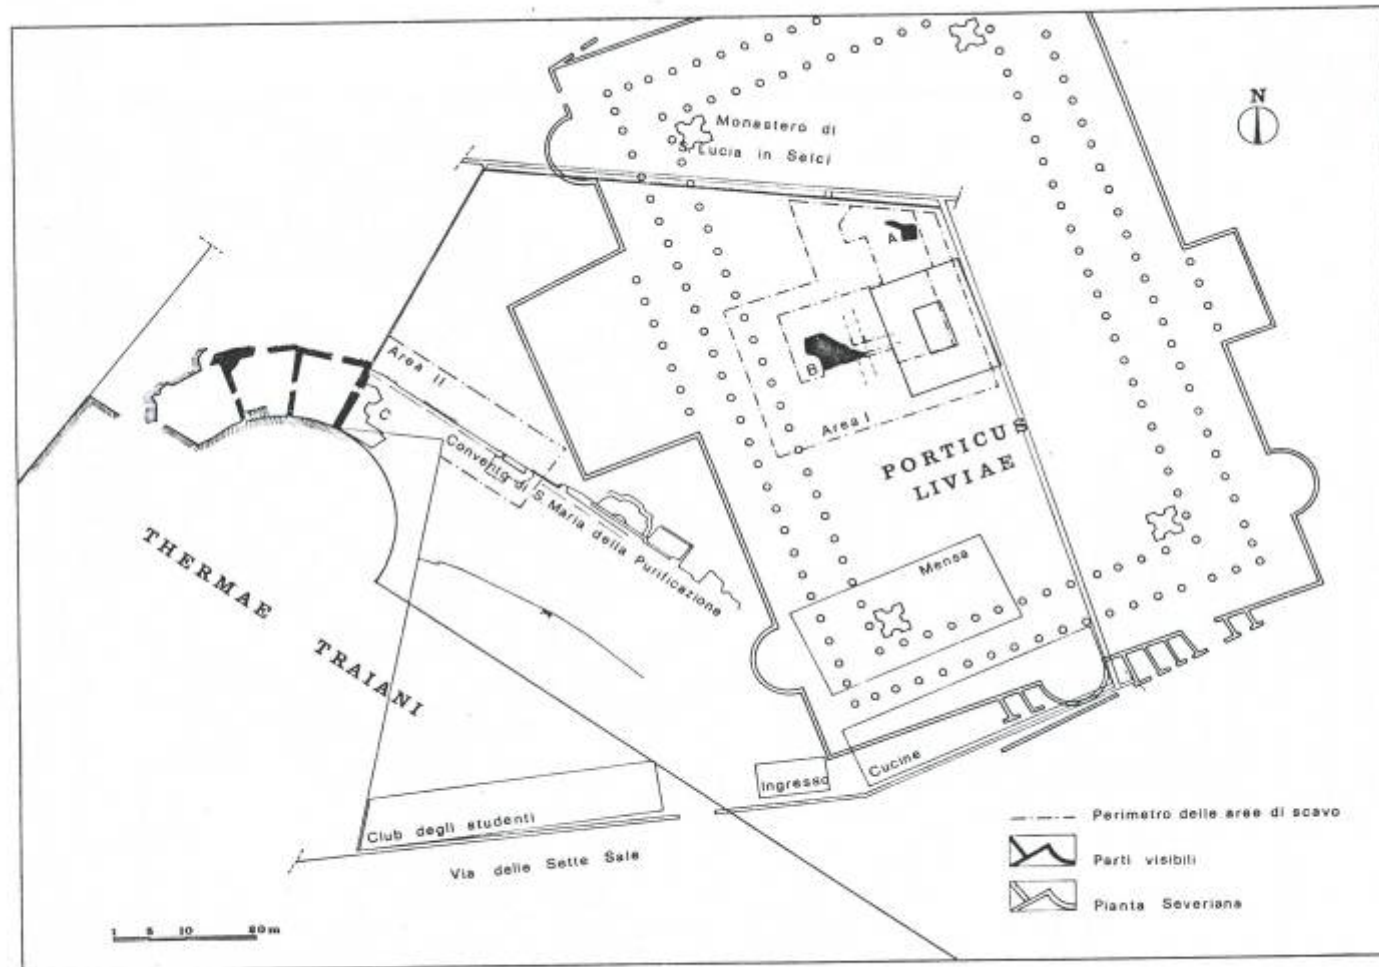 N
Monastero di
S. Lucia in Selci
A
B
Area II
C
Area I
Convento di S. Maria della Purificazione
PORTICUS
LIVIAE
THERMAE TRAIANI
Mensa
Cucine
Ingresso
Club degli studenti
Via delle Sette Sale
Perimetro delle aree di scavo
Parti visibili
Pianta Severiana
1 5 10 20 m